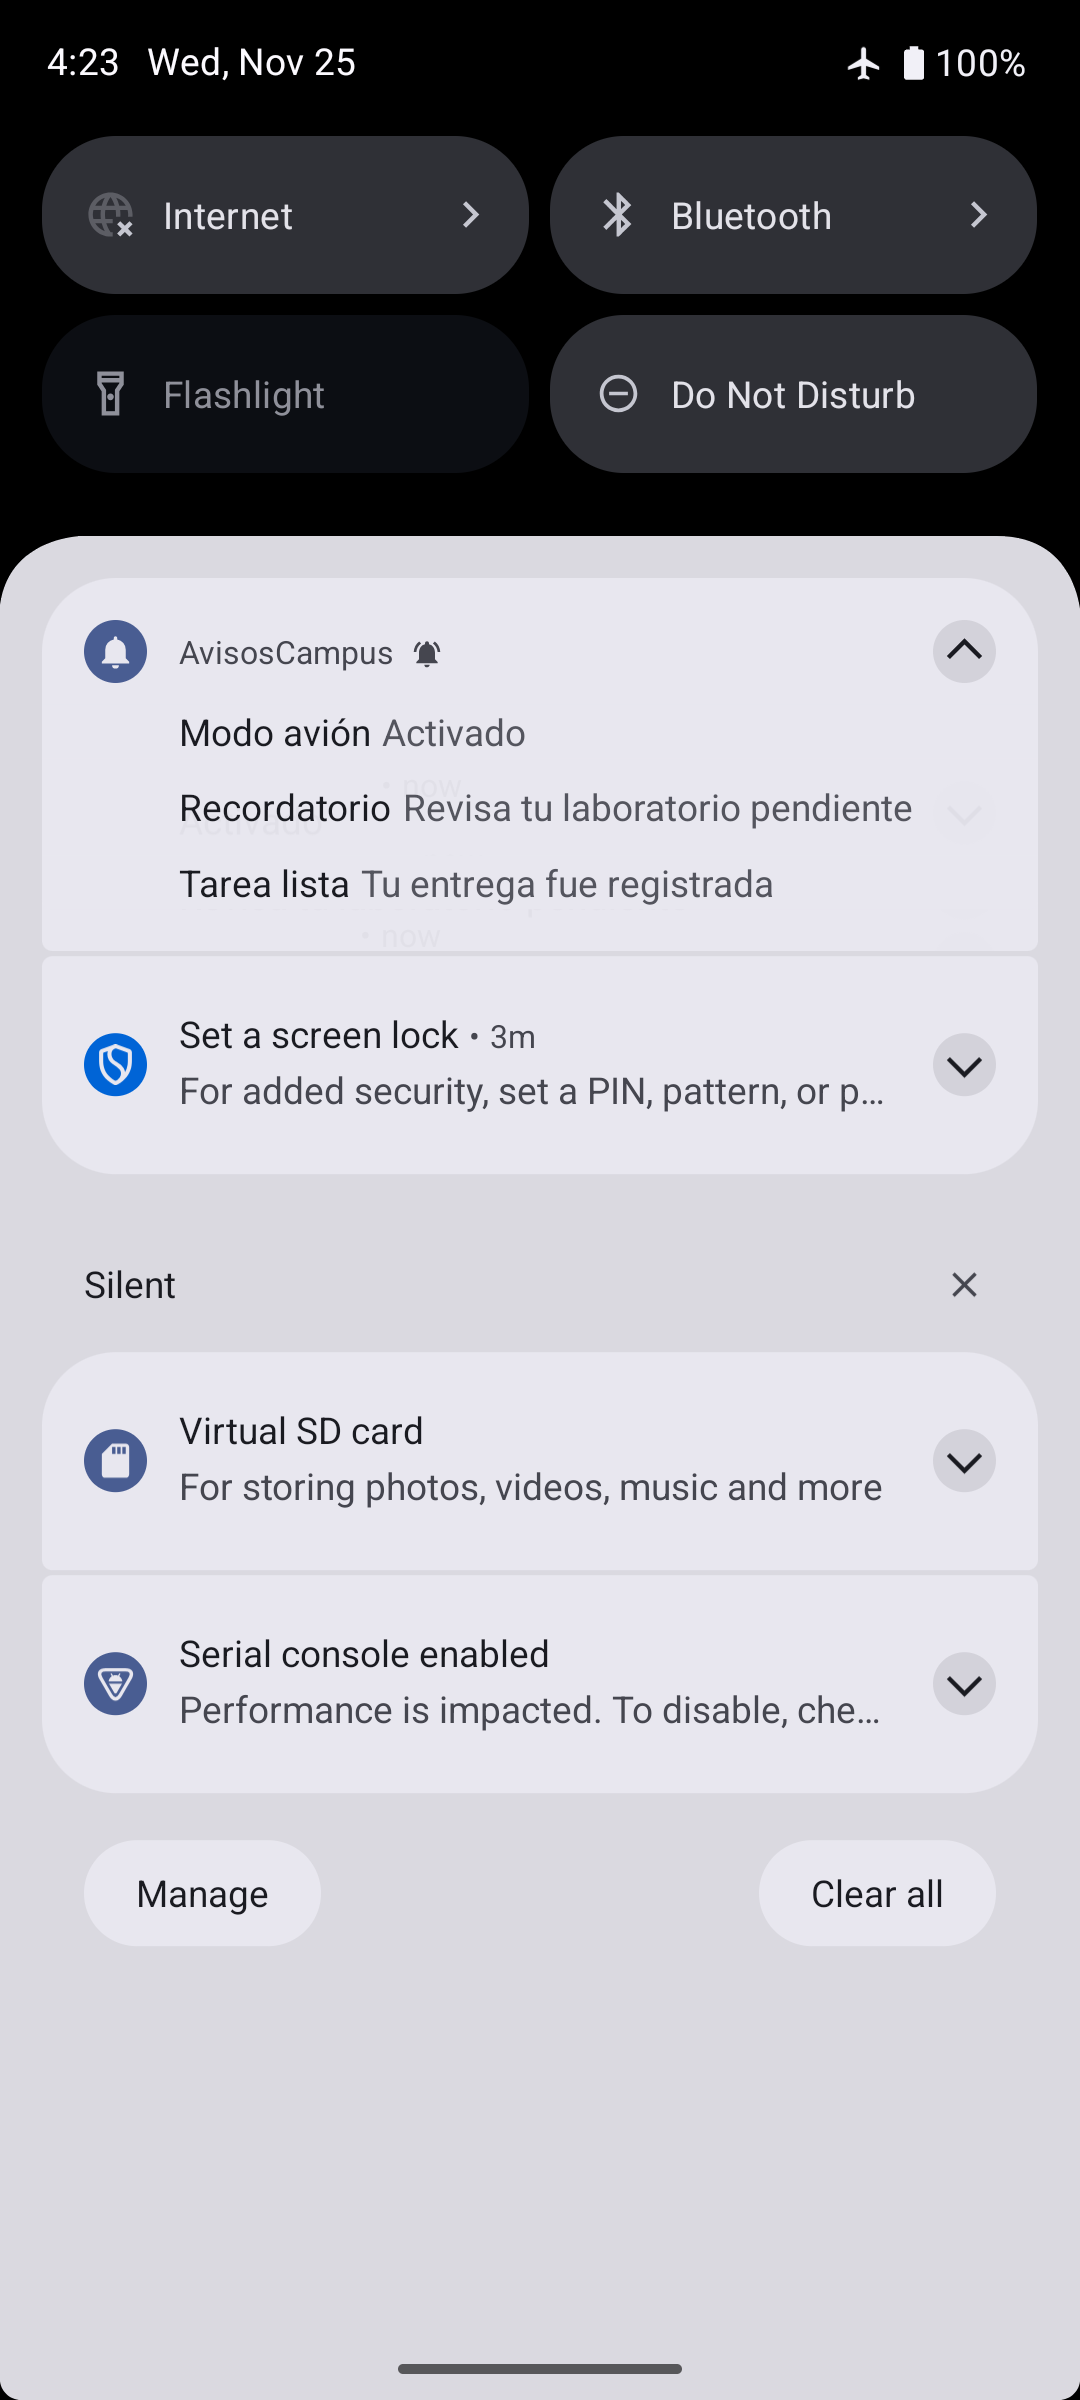 4:23 Wed, Nov 25 100%
Internet
Bluetooth
Flashlight
Do Not Disturb
AvisosCampus
Modo avión Activado
• now
Recordatorio Revisa tu laboratorio pendiente
Activado
Tarea lista Tu entrega fue registrada
• now
Set a screen lock • 3m
For added security, set a PIN, pattern, or p…
Silent
Virtual SD card
For storing photos, videos, music and more
Serial console enabled
Performance is impacted. To disable, che…
Manage
Clear all